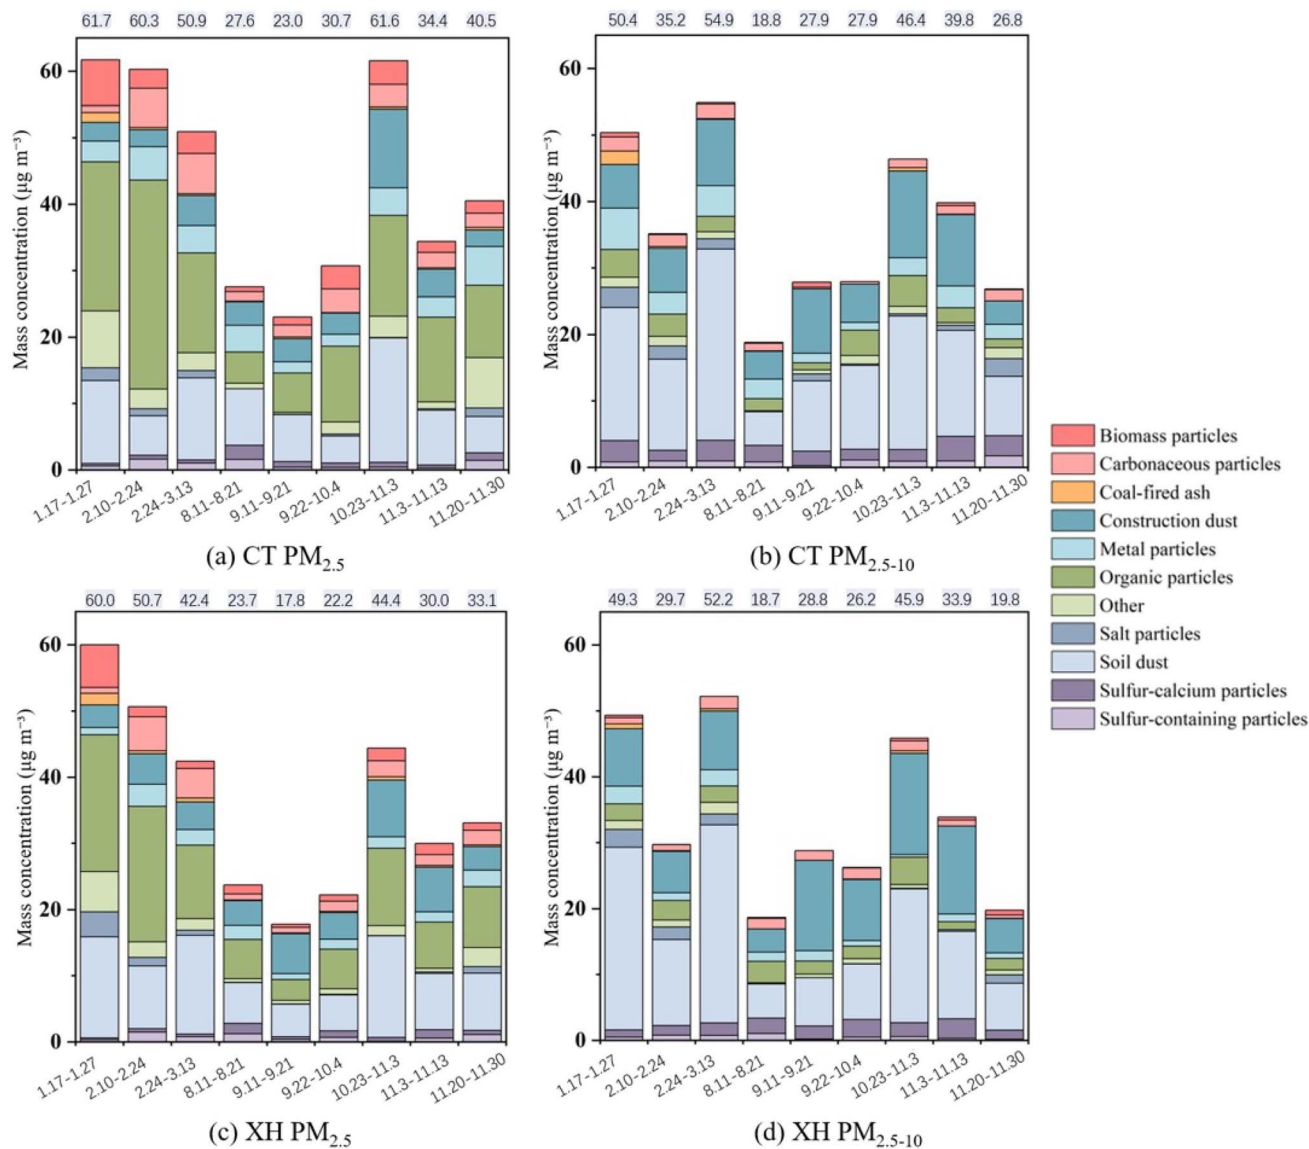 61.7 60.3 50.9 27.6 23.0 30.7 61.6 34.4 40.5
Mass concentration (μg m⁻³)
60
40
20
0
1.17-1.27 2.10-2.24 2.24-3.13 8.11-8.21 9.11-9.21 9.22-10.4 10.23-11.3 11.3-11.13 11.20-11.30
(a) CT PM2.5
50.4 35.2 54.9 18.8 27.9 27.9 46.4 39.8 26.8
Mass concentration (μg m⁻³)
60
40
20
0
1.17-1.27 2.10-2.24 2.24-3.13 8.11-8.21 9.11-9.21 9.22-10.4 10.23-11.3 11.3-11.13 11.20-11.30
(b) CT PM2.5-10
60.0 50.7 42.4 23.7 17.8 22.2 44.4 30.0 33.1
Mass concentration (μg m⁻³)
60
40
20
0
1.17-1.27 2.10-2.24 2.24-3.13 8.11-8.21 9.11-9.21 9.22-10.4 10.23-11.3 11.3-11.13 11.20-11.30
(c) XH PM2.5
49.3 29.7 52.2 18.7 28.8 26.2 45.9 33.9 19.8
Mass concentration (μg m⁻³)
60
40
20
0
1.17-1.27 2.10-2.24 2.24-3.13 8.11-8.21 9.11-9.21 9.22-10.4 10.23-11.3 11.3-11.13 11.20-11.30
(d) XH PM2.5-10
Biomass particles
Carbonaceous particles
Coal-fired ash
Construction dust
Metal particles
Organic particles
Other
Salt particles
Soil dust
Sulfur-calcium particles
Sulfur-containing particles